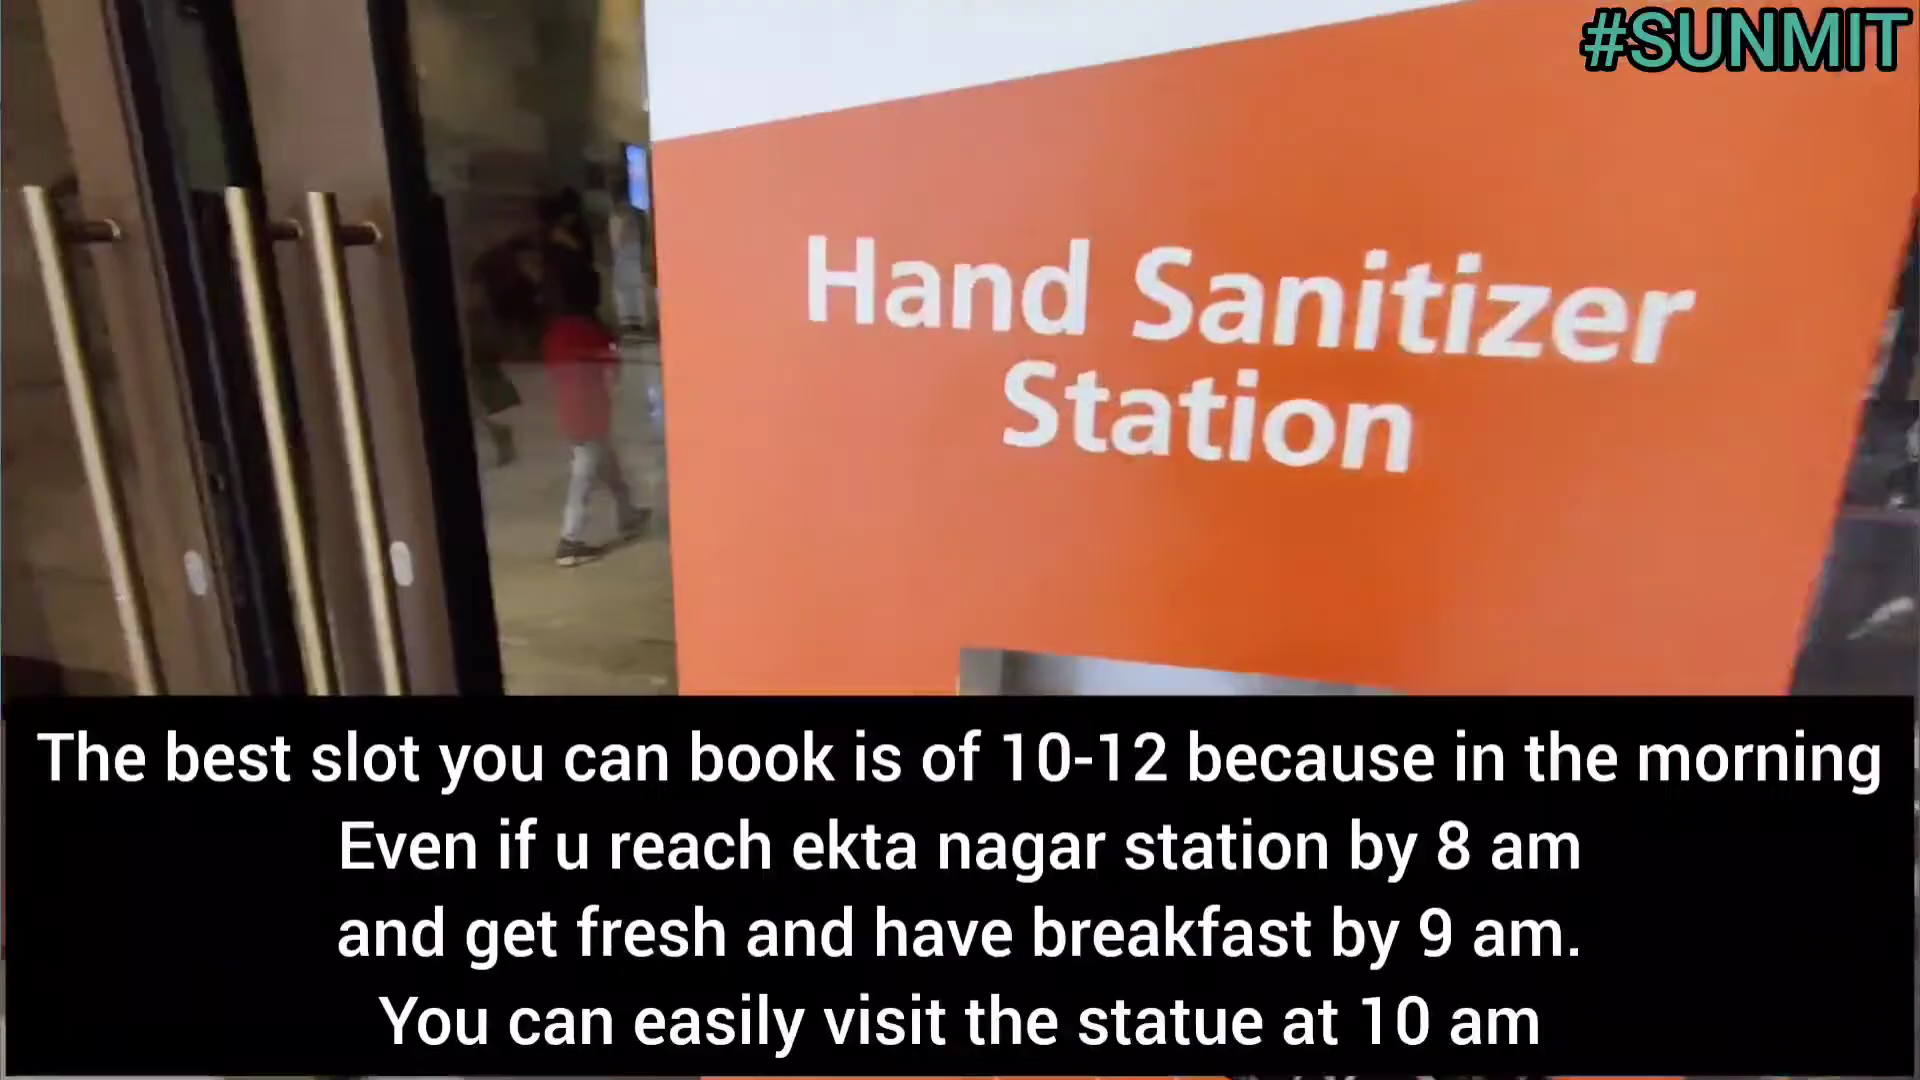 #SUNMIT
Hand Sanitizer
Station
The best slot you can book is of 10-12 because in the morning
Even if u reach ekta nagar station by 8 am
and get fresh and have breakfast by 9 am.
You can easily visit the statue at 10 am